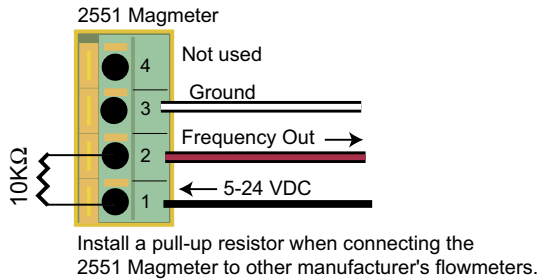 2551 Magmeter
4 Not used
3 Ground
2 Frequency Out
1 5-24 VDC
10KΩ
Install a pull-up resistor when connecting the
2551 Magmeter to other manufacturer's flowmeters.